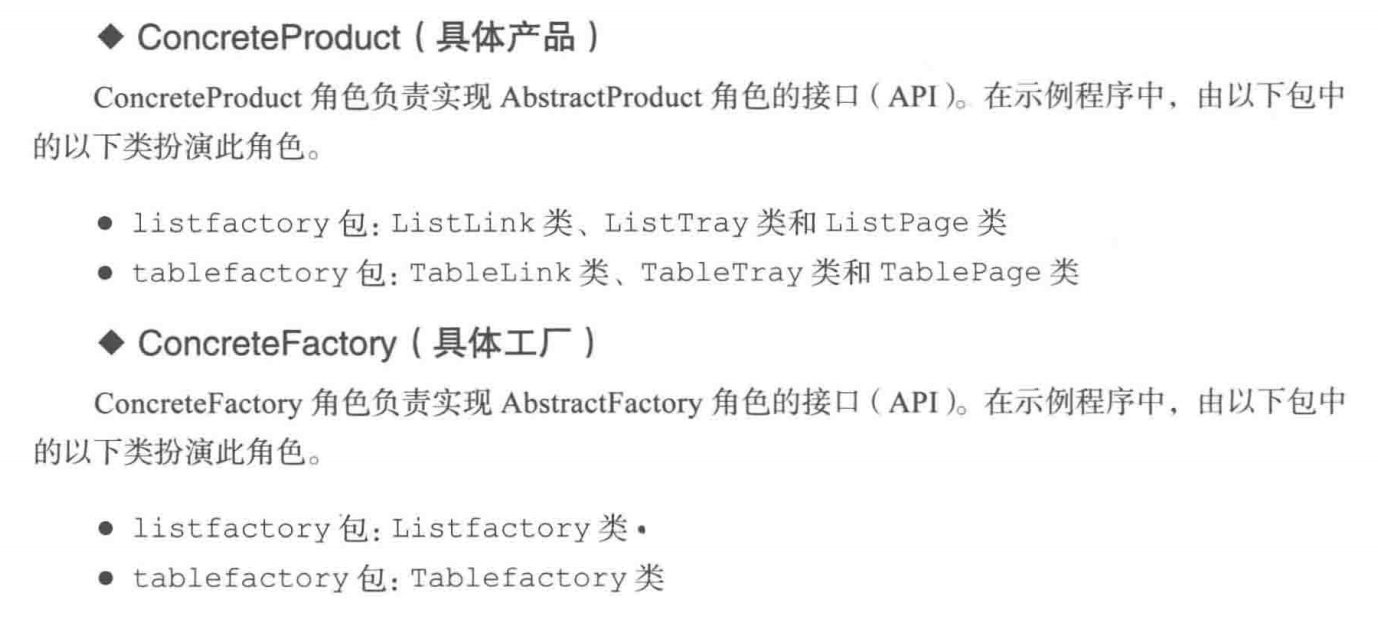 ◆ ConcreteProduct（具体产品）
ConcreteProduct 角色负责实现 AbstractProduct 角色的接口（API）。在示例程序中，由以下包中
的以下类扮演此角色。
● listfactory 包：ListLink 类、ListTray 类和 ListPage 类
● tablefactory 包：TableLink 类、TableTray 类和 TablePage 类
◆ ConcreteFactory（具体工厂）
ConcreteFactory 角色负责实现 AbstractFactory 角色的接口（API）。在示例程序中，由以下包中
的以下类扮演此角色。
● listfactory 包：Listfactory 类
● tablefactory 包：Tablefactory 类